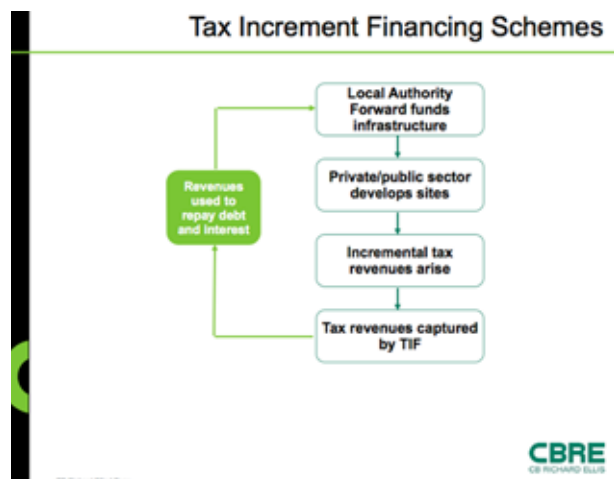 Tax Increment Financing Schemes
Local Authority
Forward funds
infrastructure
Private/public sector
develops sites
Incremental tax
revenues arise
Tax revenues captured
by TIF
Revenues
used to
repay debt
and interest
CBRE
CB RICHARD ELLIS